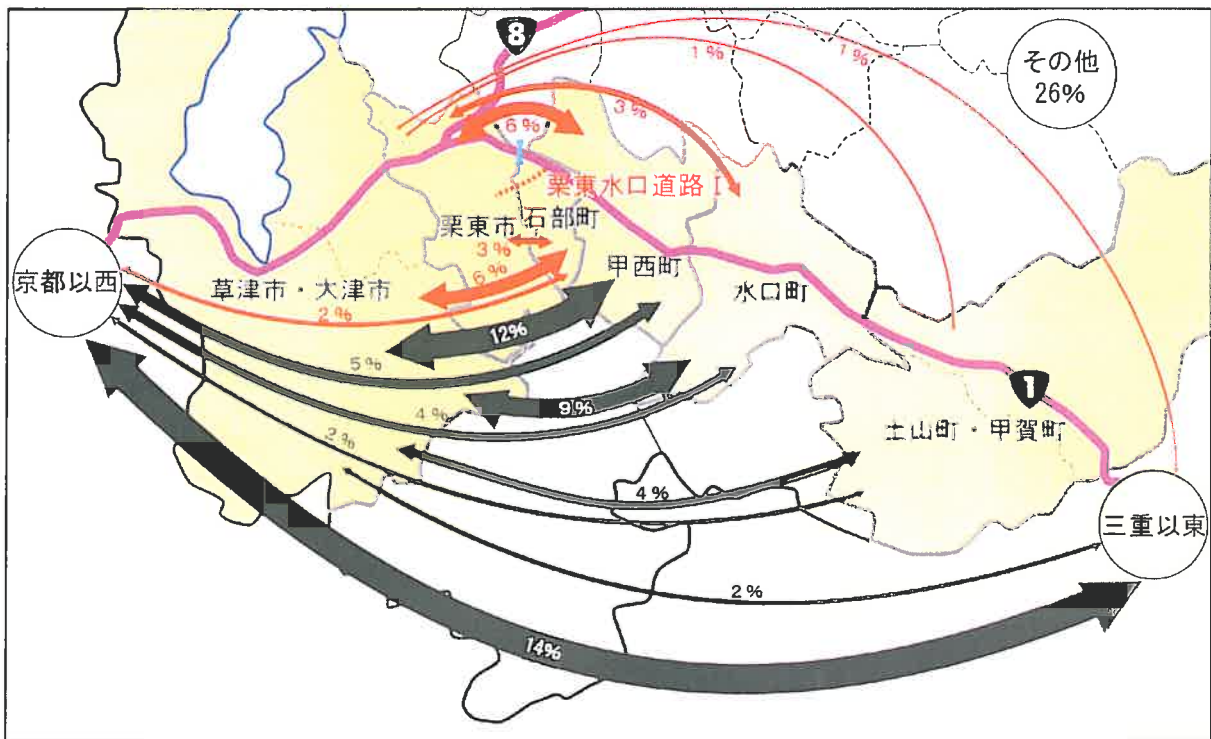 8
1%
1%
その他
26%
3%
6%
栗東水口道路Ⅰ
栗東市
石部町
3%
6%
甲西町
京都以西
草津市・大津市
水口町
2%
12%
5%
1
9%
4%
土山町・甲賀町
2%
4%
三重以東
2%
14%